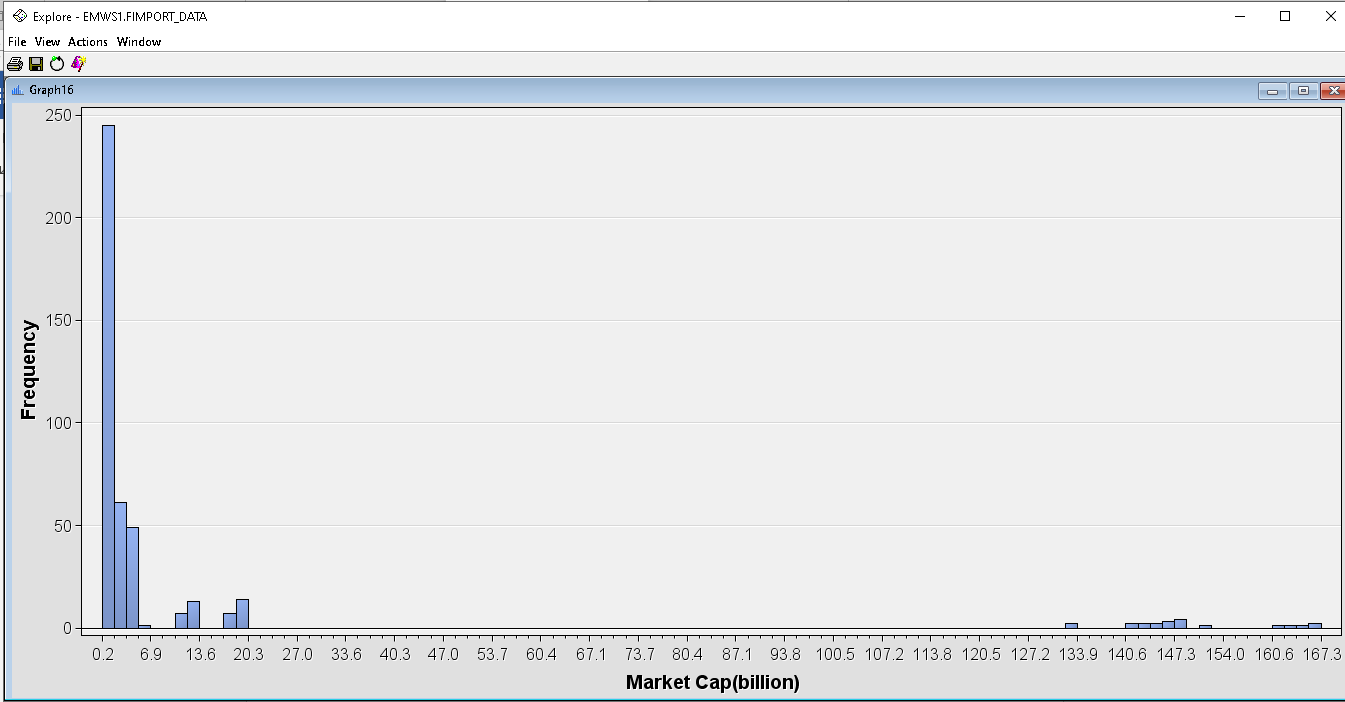 Explore - EMWS1.FIMPORT_DATA
File View Actions Window
Graph16
250
200
150
100
50
0
Frequency
0.2 6.9 13.6 20.3 27.0 33.6 40.3 47.0 53.7 60.4 67.1 73.7 80.4 87.1 93.8 100.5 107.2 113.8 120.5 127.2 133.9 140.6 147.3 154.0 160.6 167.3
Market Cap(billion)